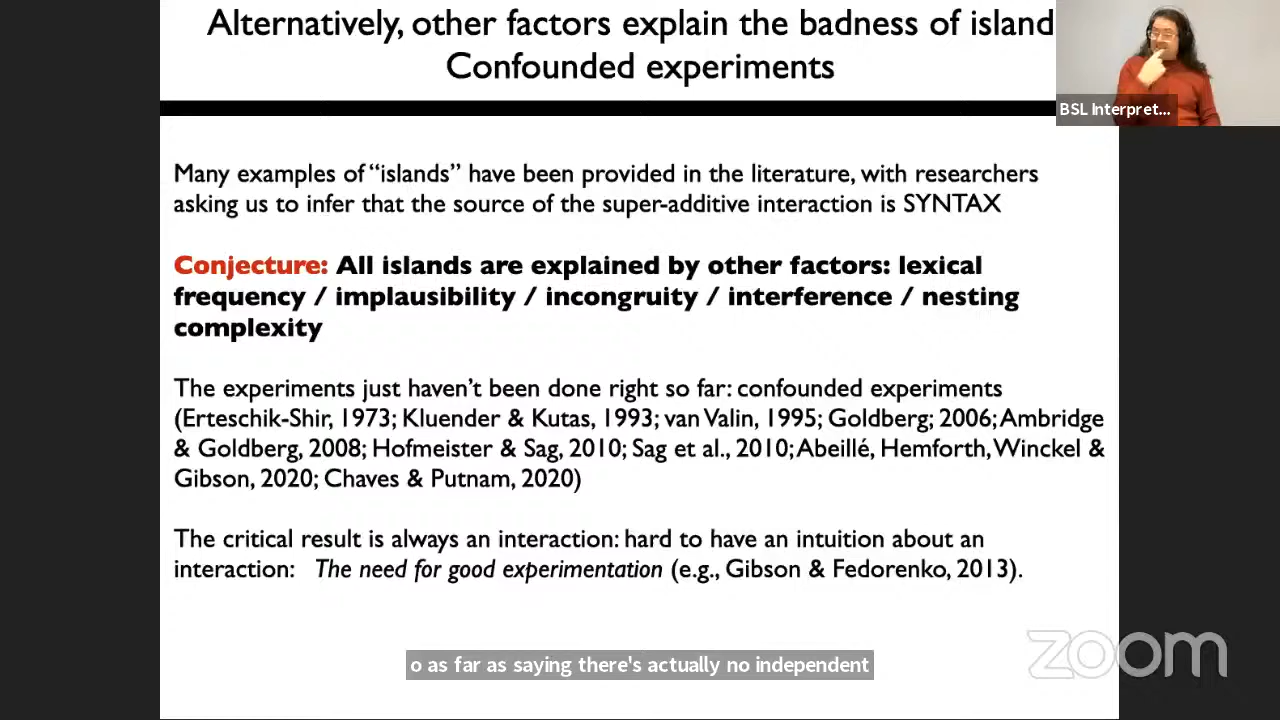 Alternatively, other factors explain the badness of island
Confounded experiments
BSL Interpret...
Many examples of “islands” have been provided in the literature, with researchers
asking us to infer that the source of the super-additive interaction is SYNTAX
Conjecture: All islands are explained by other factors: lexical
frequency / implausibility / incongruity / interference / nesting
complexity
The experiments just haven’t been done right so far: confounded experiments
(Erteschik-Shir, 1973; Kluender & Kutas, 1993; van Valin, 1995; Goldberg; 2006; Ambridge
& Goldberg, 2008; Hofmeister & Sag, 2010; Sag et al., 2010; Abeillé, Hemforth, Winckel &
Gibson, 2020; Chaves & Putnam, 2020)
The critical result is always an interaction: hard to have an intuition about an
interaction: The need for good experimentation (e.g., Gibson & Fedorenko, 2013).
o as far as saying there's actually no independent
zoom